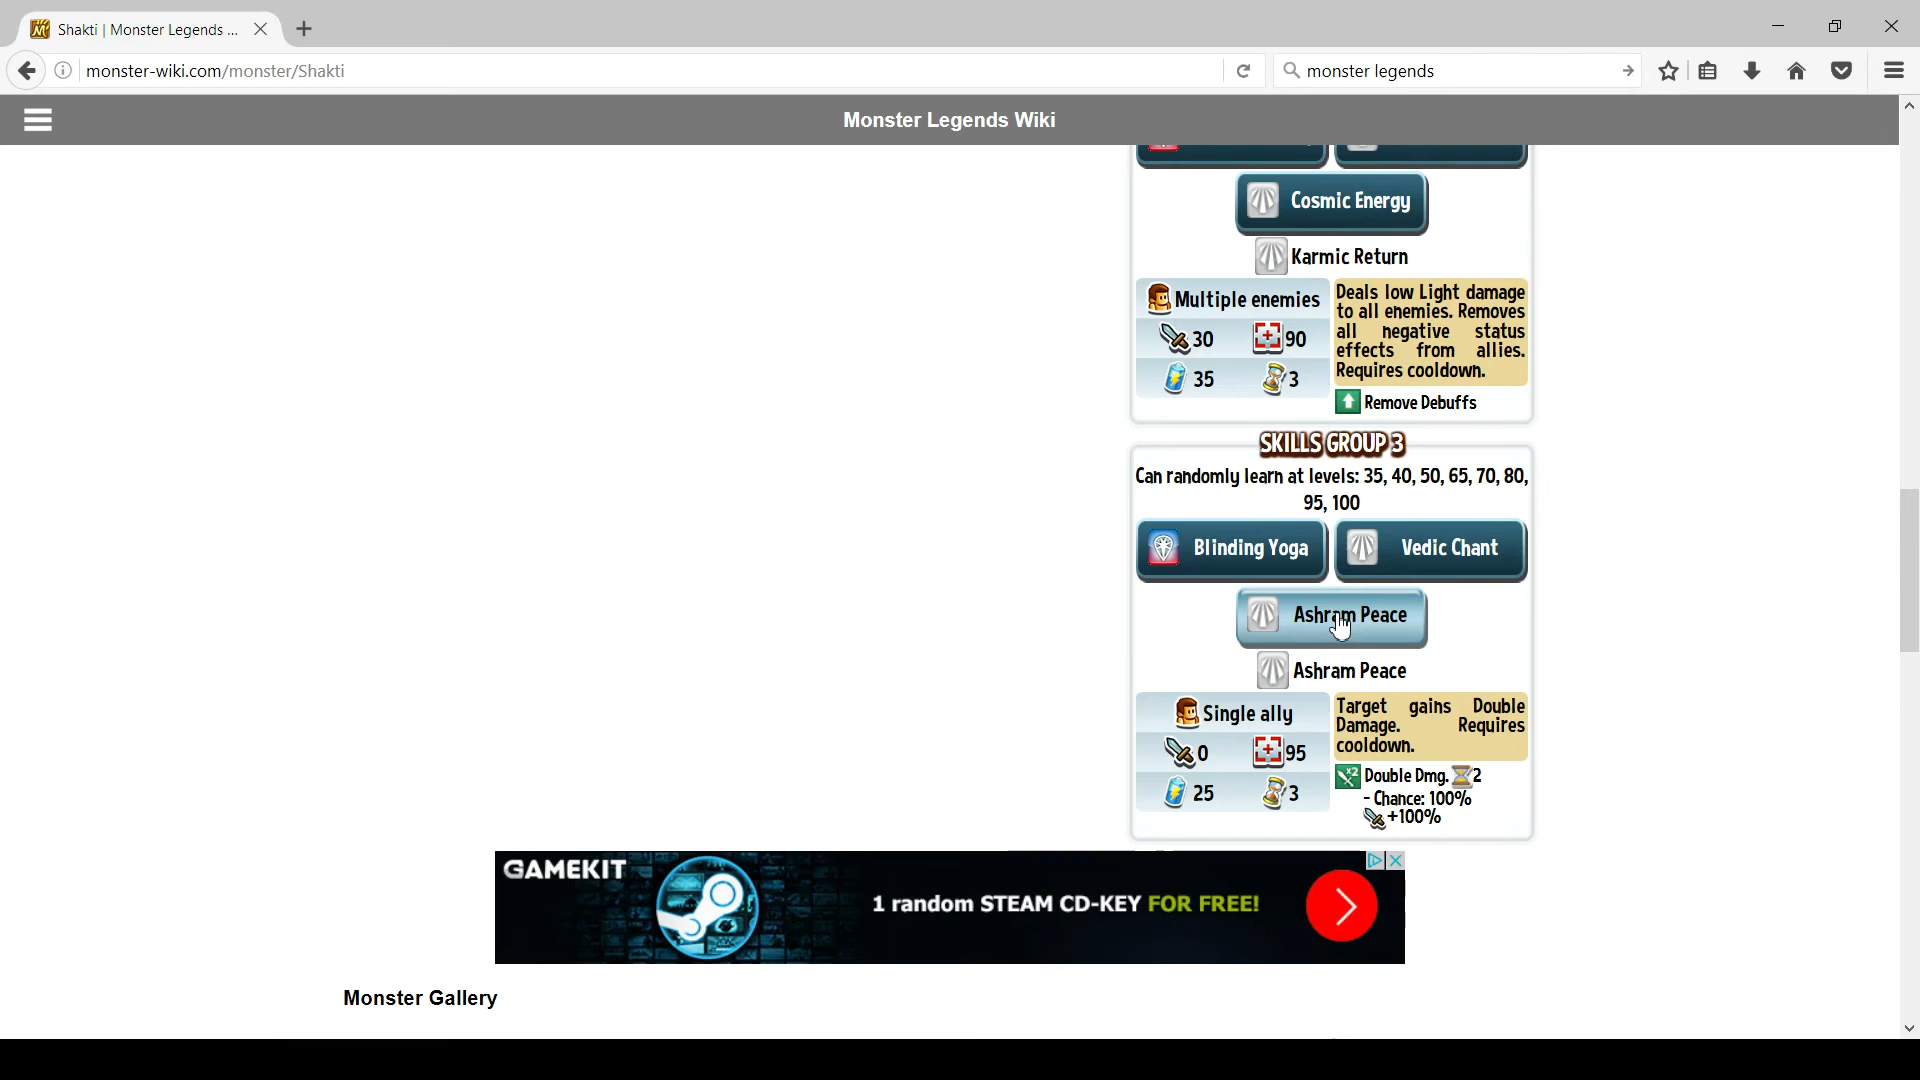 Shakti | Monster Legends ...
monster-wiki.com/monster/Shakti
monster legends
Monster Legends Wiki
Cosmic Energy
Karmic Return
Multiple enemies
30
90
35
3
Deals low Light damage
to all enemies. Removes
all negative status
effects from allies.
Requires cooldown.
Remove Debuffs
SKILLS GROUP 3
Can randomly learn at levels: 35, 40, 50, 65, 70, 80,
95, 100
Blinding Yoga
Vedic Chant
Ashram Peace
Ashram Peace
Single ally
0
95
25
3
Target gains Double
Damage. Requires
cooldown.
x2
Double Dmg. 2
- Chance: 100%
+100%
GAMEKIT
1 random STEAM CD-KEY FOR FREE!
Monster Gallery